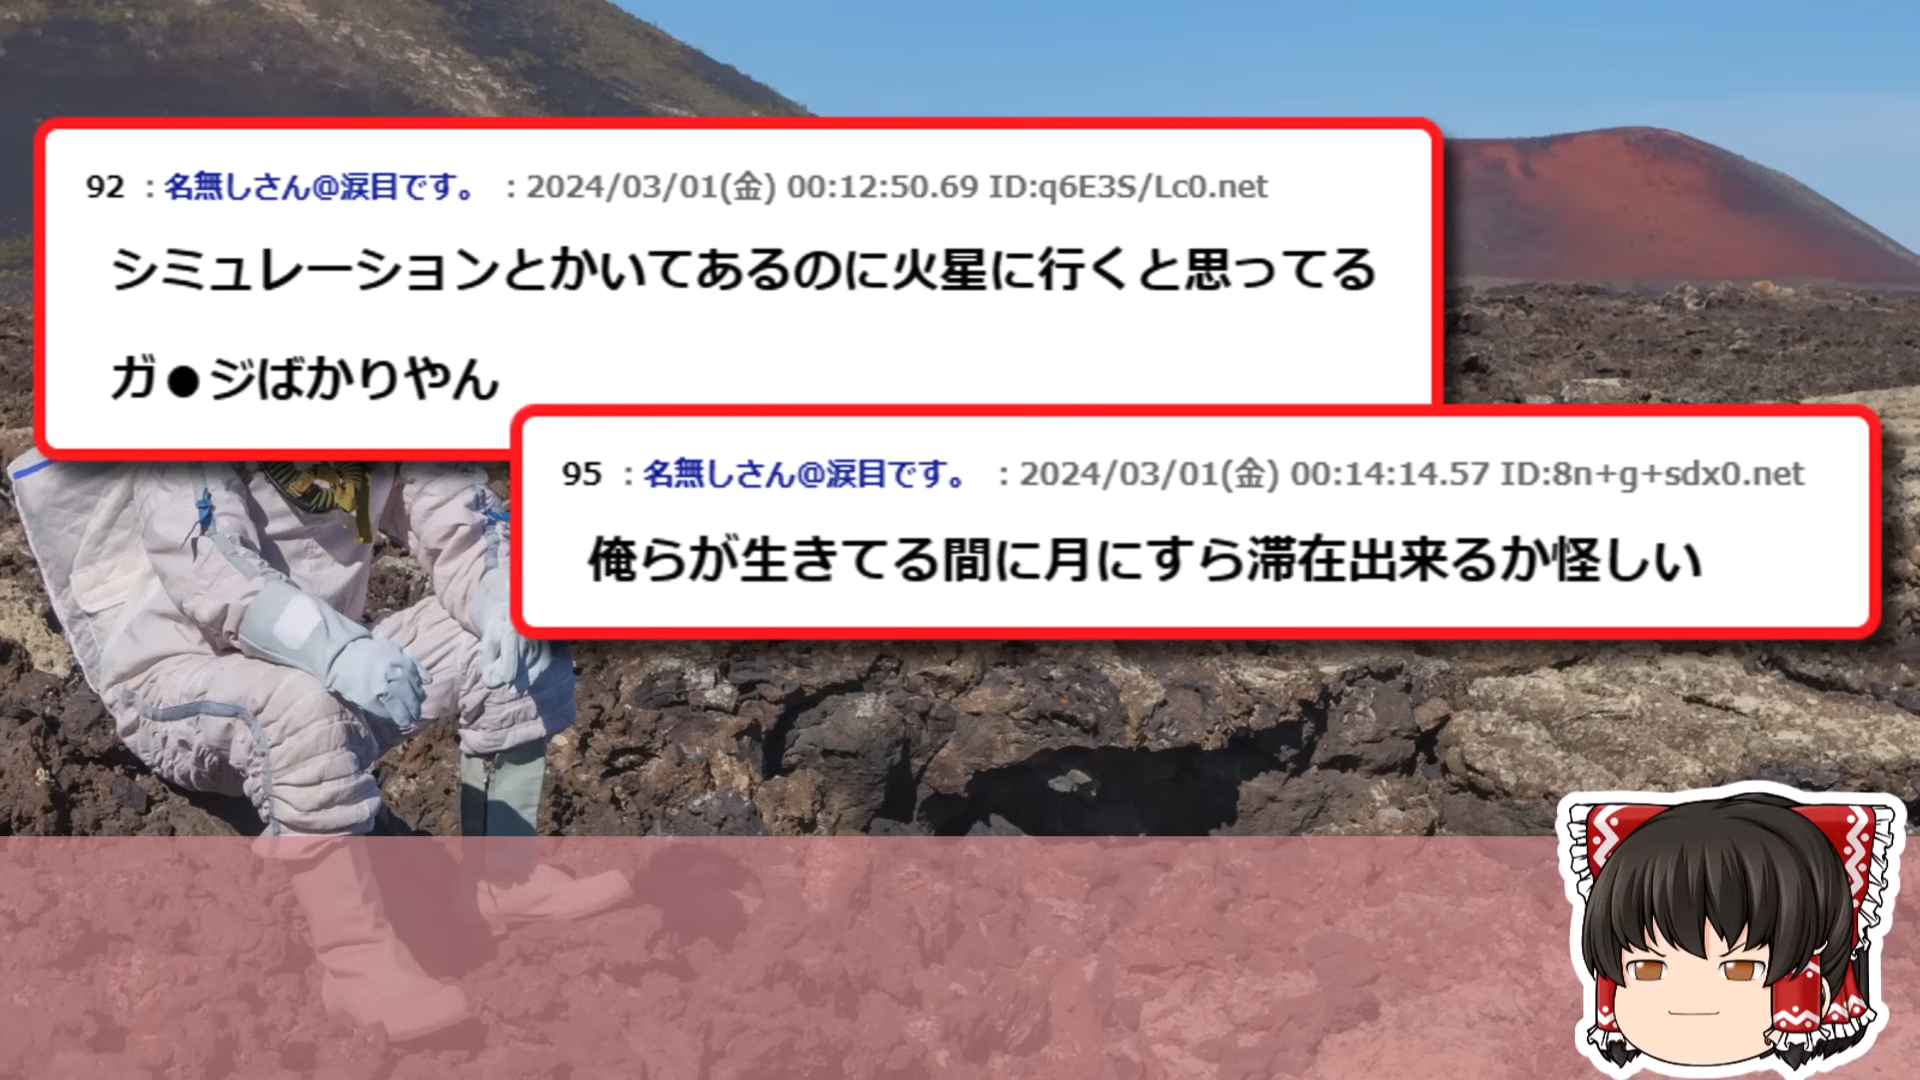 92 ：名無しさん@涙目です。 ：2024/03/01(金) 00:12:50.69 ID:q6E3S/Lc0.net
シミュレーションとかいてあるのに火星に行くと思ってる
ガ●ジばかりやん
95 ：名無しさん@涙目です。 ：2024/03/01(金) 00:14:14.57 ID:8n+g+sdx0.net
俺らが生きてる間に月にすら滞在出来るか怪しい